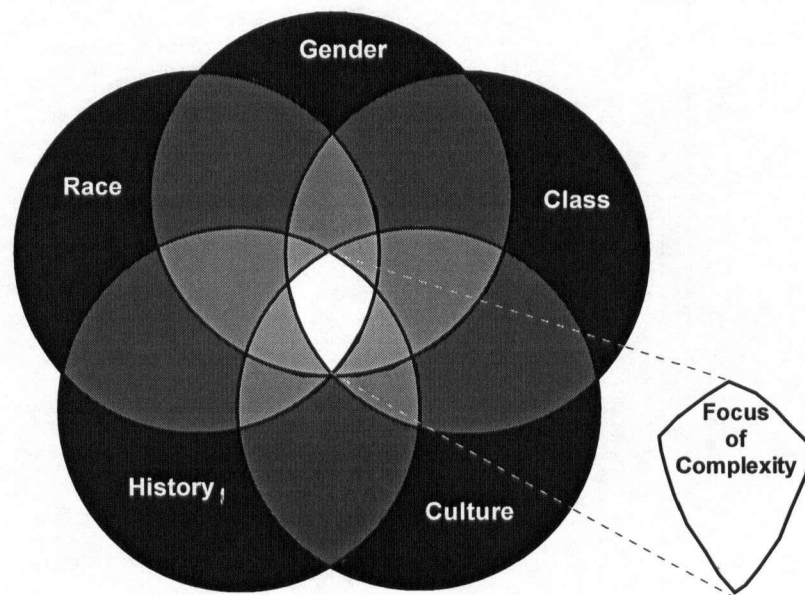 Gender
Race
Class
History
Culture
Focus
of
Complexity